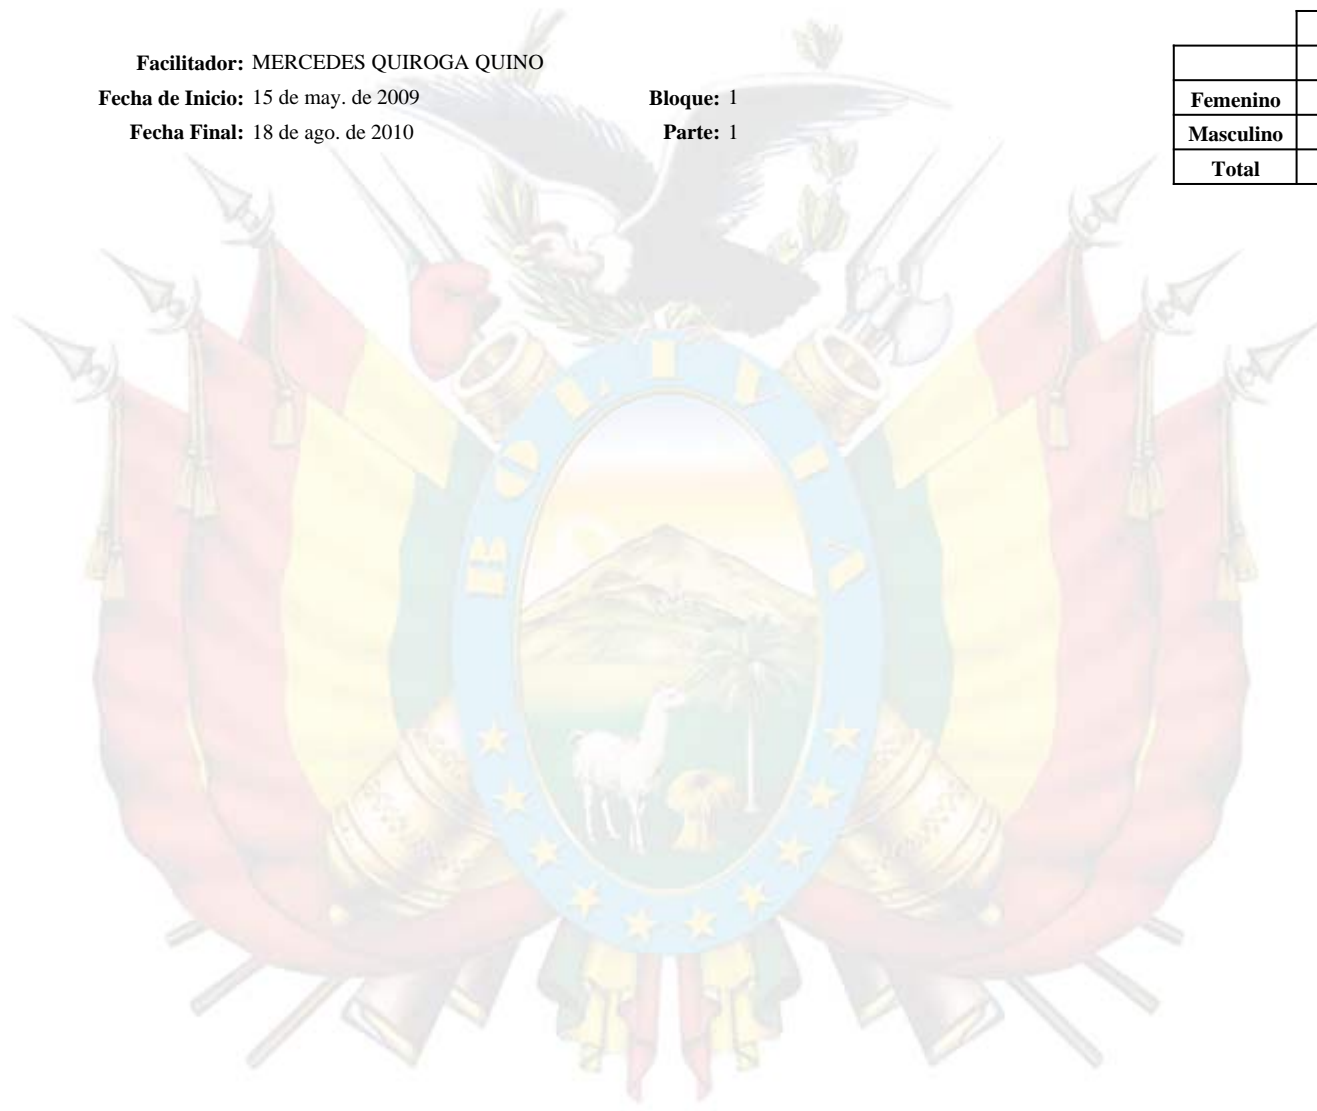 Facilitador: MERCEDES QUIROGA QUINO
Fecha de Inicio: 15 de may. de 2009 Bloque: 1
Fecha Final: 18 de ago. de 2010 Parte: 1
Femenino
Masculino
Total
BOLIVIA